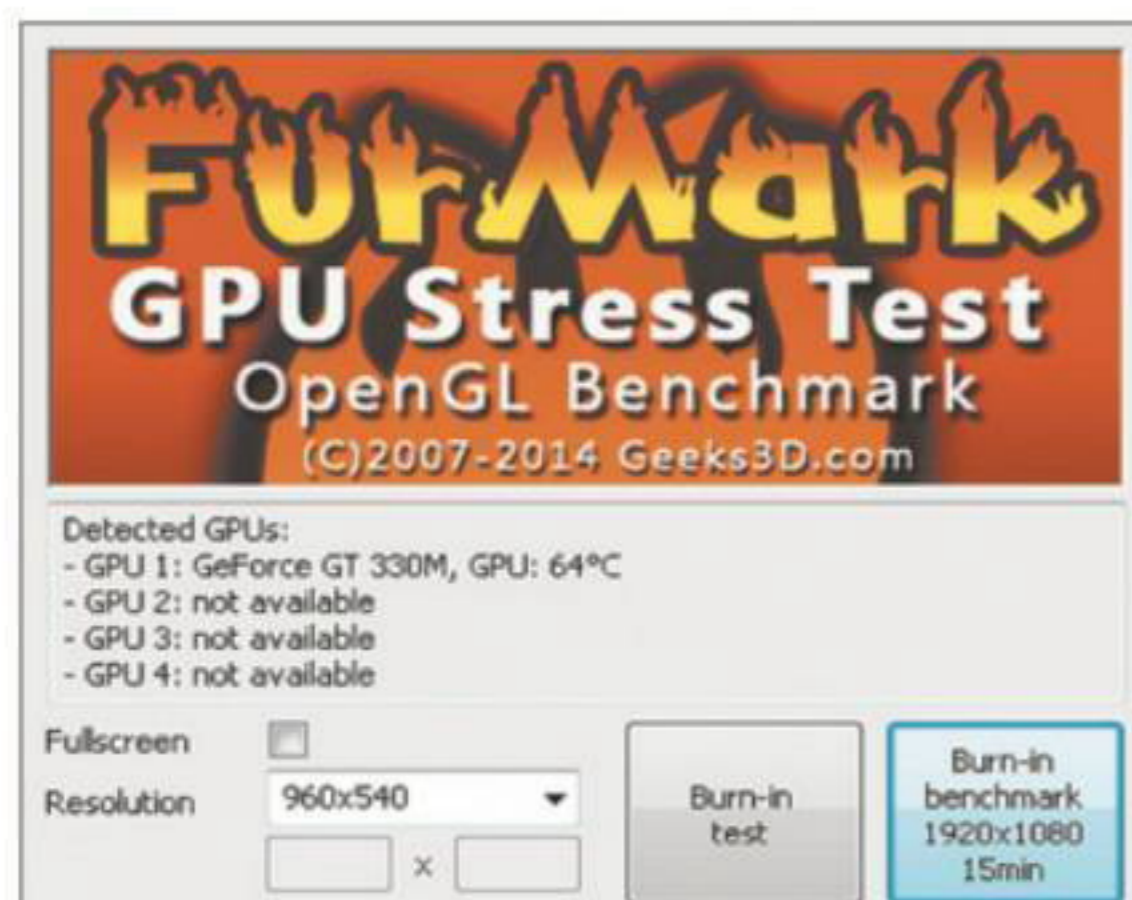 FurMark
GPU Stress Test
OpenGL Benchmark
(C)2007-2014 Geeks3D.com
Detected GPUs:
- GPU 1: GeForce GT 330M, GPU: 64°C
- GPU 2: not available
- GPU 3: not available
- GPU 4: not available
Fullscreen
Resolution
960x540
x
Burn-in
test
Burn-in
benchmark
1920x1080
15min